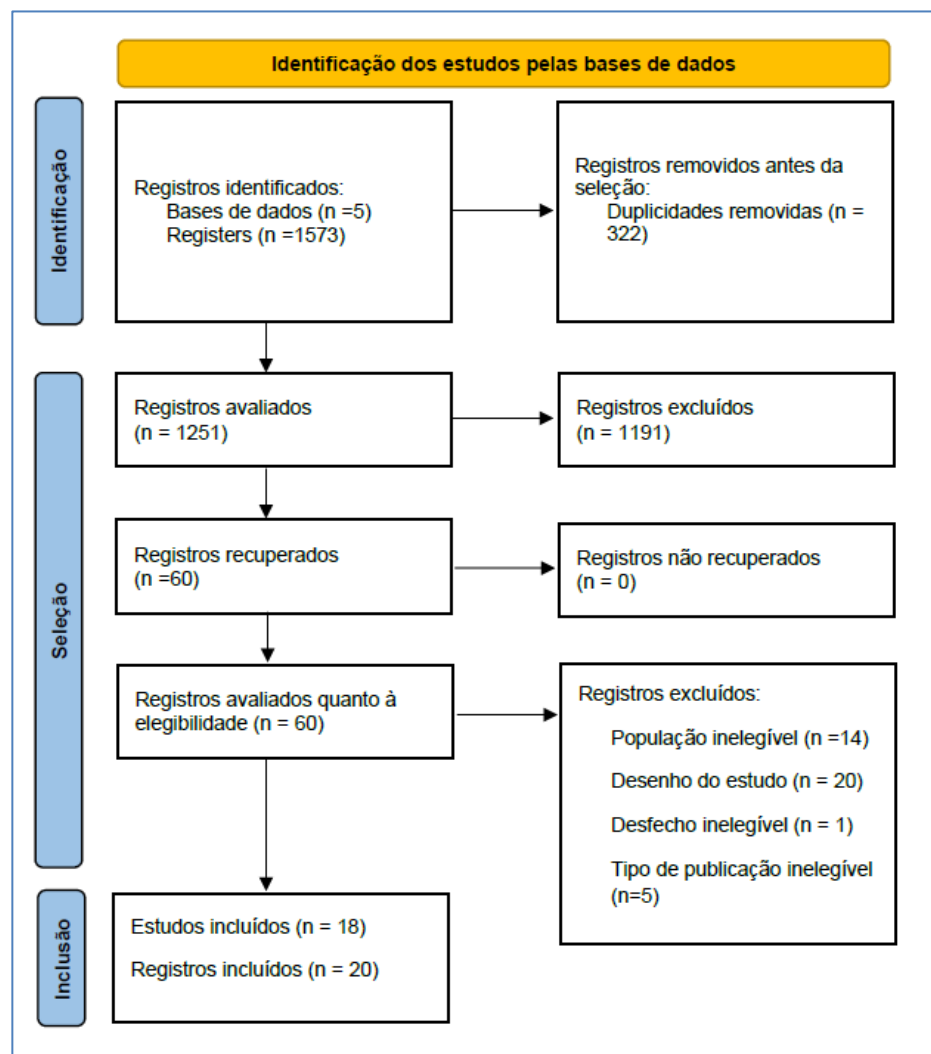 Identificação dos estudos pelas bases de dados
Identificação
Registros identificados:
Bases de dados (n =5)
Registers (n =1573)
Registros removidos antes da
seleção:
Duplicidades removidas (n =
322)
Seleção
Registros avaliados
(n = 1251)
Registros excluídos
(n = 1191)
Registros recuperados
(n =60)
Registros não recuperados
(n = 0)
Registros avaliados quanto à
elegibilidade (n = 60)
Registros excluídos:
População inelegível (n =14)
Desenho do estudo (n = 20)
Desfecho inelegível (n = 1)
Tipo de publicação inelegível
(n=5)
Inclusão
Estudos incluídos (n = 18)
Registros incluídos (n = 20)